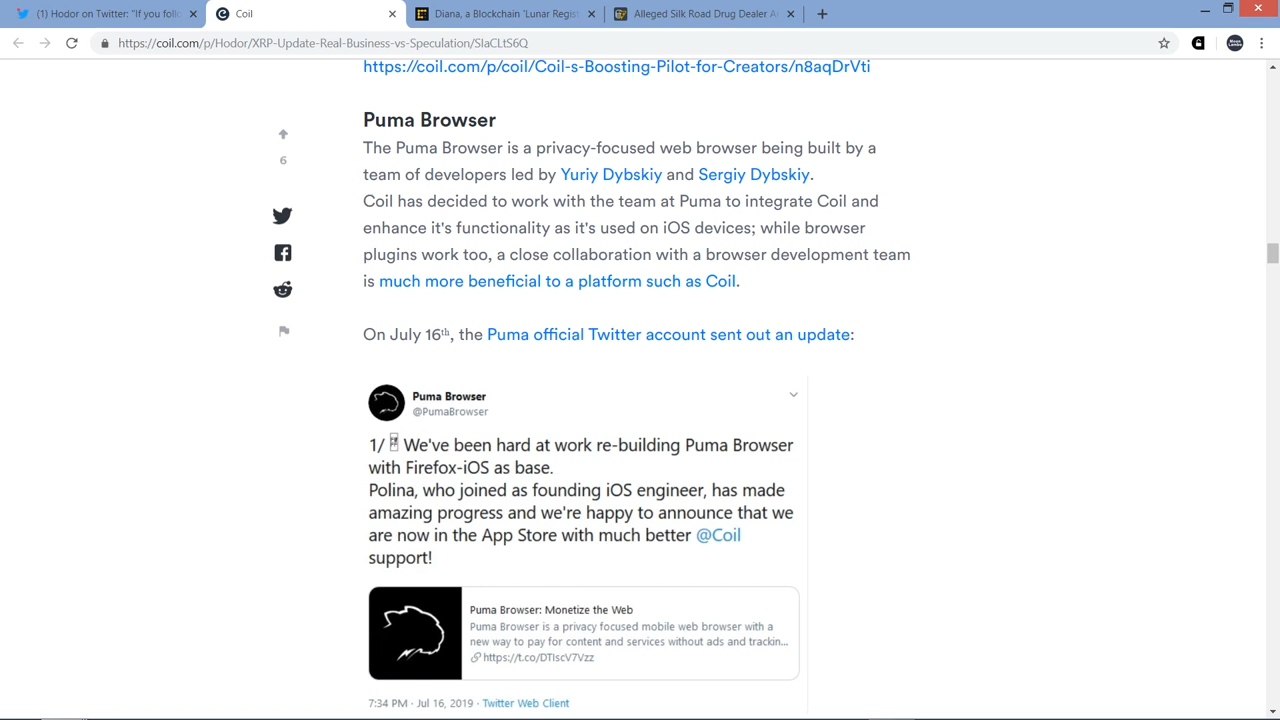 (1) Hodor on Twitter: "If you follo
Coil
Diana, a Blockchain 'Lunar Regist
Alleged Silk Road Drug Dealer A
https://coil.com/p/Hodor/XRP-Update-Real-Business-vs-Speculation/SlaCLtS6Q
https://coil.com/p/coil/Coil-s-Boosting-Pilot-for-Creators/n8aqDrVti
Puma Browser
The Puma Browser is a privacy-focused web browser being built by a
team of developers led by Yuriy Dybskiy and Sergiy Dybskiy.
Coil has decided to work with the team at Puma to integrate Coil and
enhance it's functionality as it's used on iOS devices; while browser
plugins work too, a close collaboration with a browser development team
is much more beneficial to a platform such as Coil.
6
On July 16th, the Puma official Twitter account sent out an update:
Puma Browser
@PumaBrowser
1/ We've been hard at work re-building Puma Browser
with Firefox-iOS as base.
Polina, who joined as founding iOS engineer, has made
amazing progress and we're happy to announce that we
are now in the App Store with much better @Coil
support!
Puma Browser: Monetize the Web
Puma Browser is a privacy focused mobile web browser with a
new way to pay for content and services without ads and trackin...
https://t.co/DTIscV7Vzz
7:34 PM · Jul 16, 2019 · Twitter Web Client